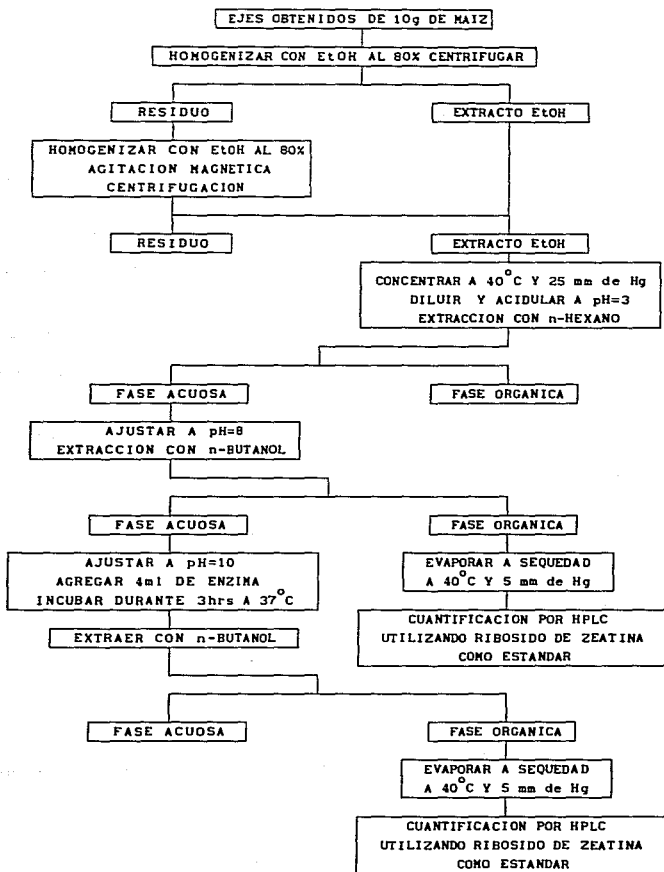 EJES OBTENIDOS DE 10g DE MAIZ
HOMOGENIZAR CON EtOH AL 80% CENTRIFUGAR
RESIDUO
EXTRACTO EtOH
HOMOGENIZAR CON EtOH AL 80%
AGITACION MAGNETICA
CENTRIFUGACION
RESIDUO
EXTRACTO EtOH
CONCENTRAR A 40°C Y 25 mm de Hg
DILUIR Y ACIDULAR A pH=3
EXTRACCION CON n-HEXANO
FASE ACUOSA
FASE ORGANICA
AJUSTAR A pH=8
EXTRACCION CON n-BUTANOL
FASE ACUOSA
FASE ORGANICA
AJUSTAR A pH=10
AGREGAR 4ml DE ENZIMA
INCUBAR DURANTE 3hrs A 37°C
EVAPORAR A SEQUEDAD
A 40°C Y 5 mm de Hg
EXTRAER CON n-BUTANOL
CUANTIFICACION POR HPLC
UTILIZANDO RIBOSIDO DE ZEATINA
COMO ESTANDAR
FASE ACUOSA
FASE ORGANICA
EVAPORAR A SEQUEDAD
A 40°C Y 5 mm de Hg
CUANTIFICACION POR HPLC
UTILIZANDO RIBOSIDO DE ZEATINA
COMO ESTANDAR